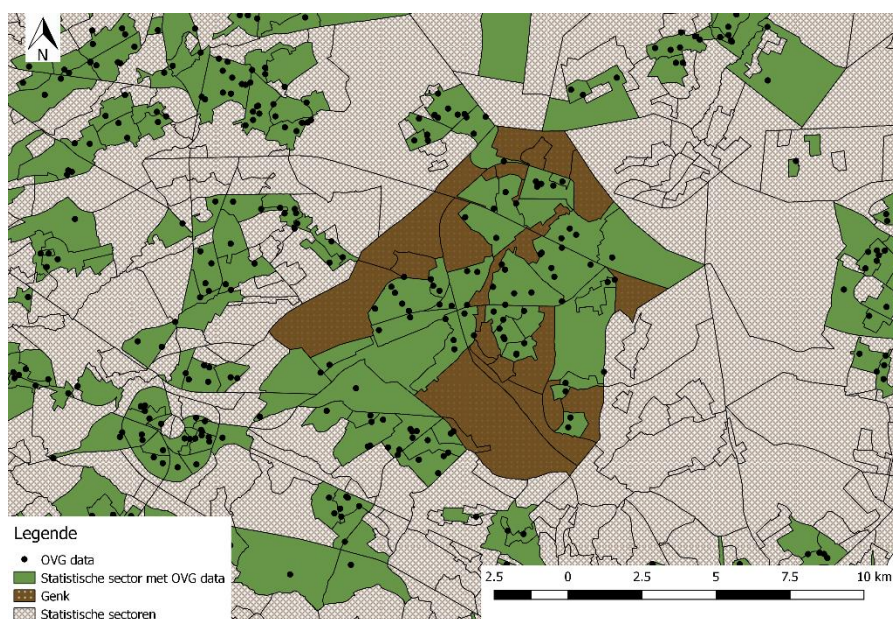 N
Legende
OVG data
Statistische sector met OVG data
Genk
Statistische sectoren
2.5 0 2.5 5 7.5 10 km